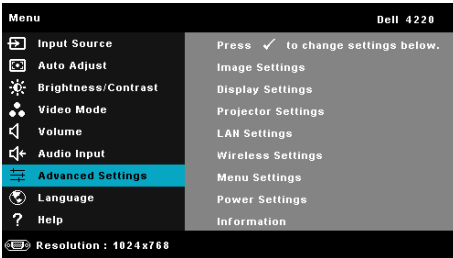 Menu Dell 4220
Input Source Press ✓ to change settings below.
Auto Adjust Image Settings
Brightness/Contrast Display Settings
Video Mode Projector Settings
Volume LAN Settings
Audio Input Wireless Settings
Advanced Settings Menu Settings
Language Power Settings
? Help Information
Resolution : 1024x768